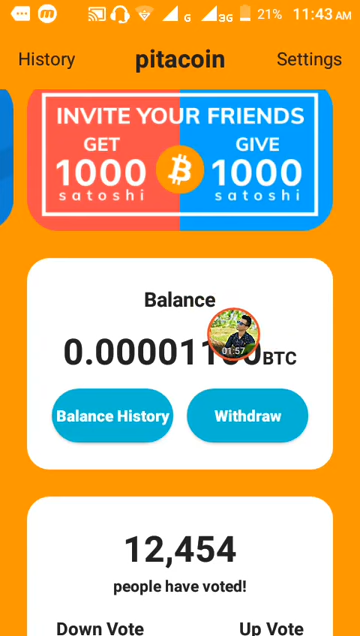 G 3G 21% 11:43 AM
History pitacoin Settings
INVITE YOUR FRIENDS
GET GIVE
1000 1000
satoshi satoshi
Balance
BTC
01:57
Balance History Withdraw
12,454
people have voted!
Down Vote Up Vote